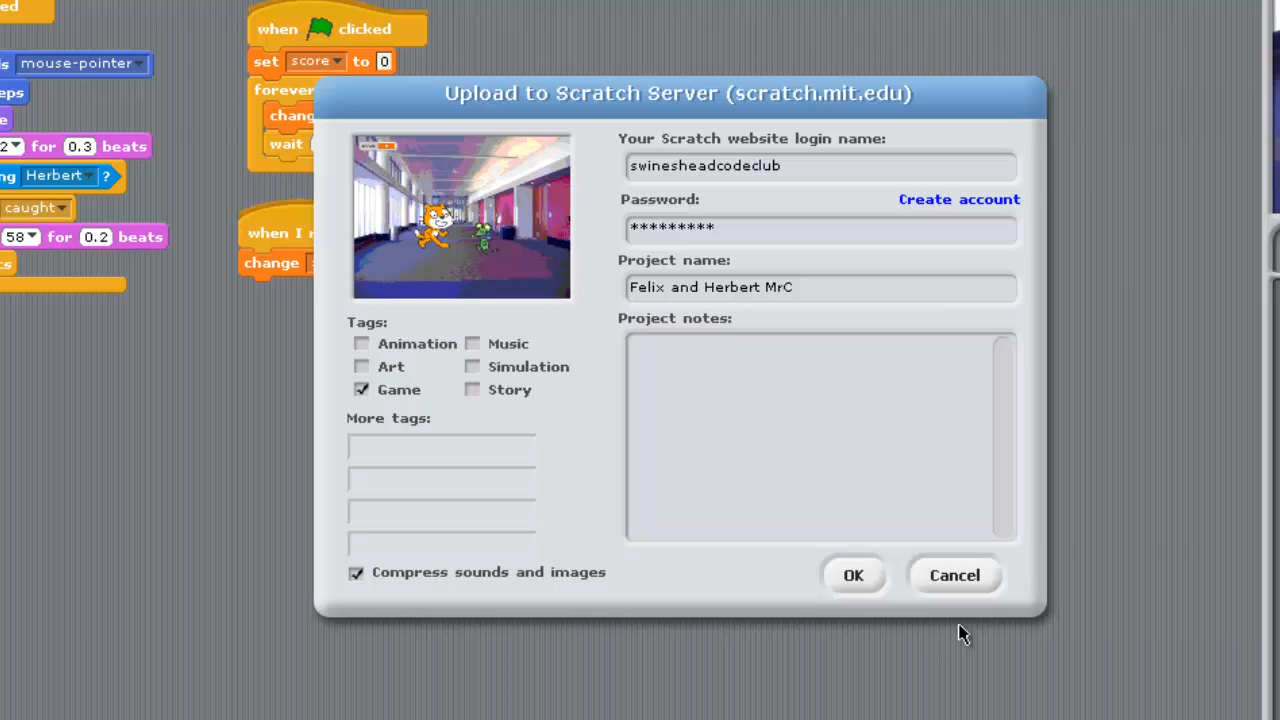 ed
when clicked
set score to 0
s mouse-pointer
forever
eps
chang
e
wait
2 for 0.3 beats
ng Herbert ?
caught
58 for 0.2 beats
when I r
cs
change
Upload to Scratch Server (scratch.mit.edu)
Your Scratch website login name:
swinesheadcodeclub
Password:
Create account
*********
Project name:
Felix and Herbert MrC
Project notes:
Tags:
Animation Music
Art Simulation
Game Story
More tags:
Compress sounds and images
OK Cancel